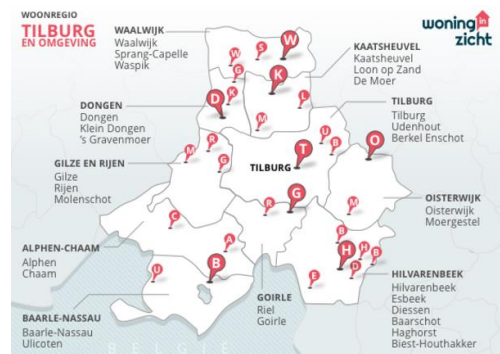 WOONREGIO
TILBURG
EN OMGEVING
woning in
zicht
WAALWIJK
Waalwijk
Sprang-Capelle
Waspik
KAATSHEUVEL
Kaatsheuvel
Loon op Zand
De Moer
DONGEN
Dongen
Klein Dongen
's Gravenmoer
TILBURG
Tilburg
Udenhout
Berkel Enschot
GILZE EN RIJEN
Gilze
Rijen
Molenschot
TILBURG
OISTERWIJK
Oisterwijk
Moergestel
ALPHEN-CHAAM
Alphen
Chaam
GOIRLE
Riel
Goirle
HILVARENBEEK
Hilvarenbeek
Esbeek
Diessen
Baarschot
Haghorst
Biest-Houthakker
BAARLE-NASSAU
Baarle-Nassau
Ulicoten
BELGIË
W
S
W
G
K
D
K
L
M
U
B
O
R
M
G
T
R
G
M
C
A
B
H
H
B
D
E
U
B